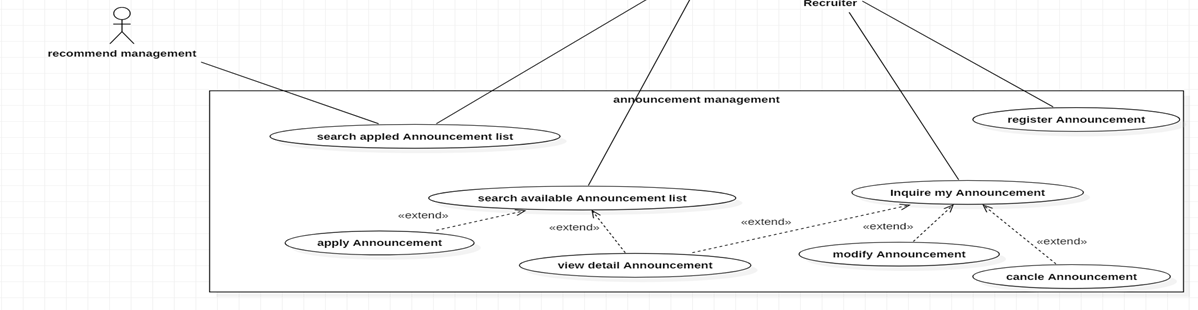 Recruiter
recommend management
announcement management
register Announcement
search appled Announcement list
search available Announcement list
Inquire my Announcement
«extend»
«extend»
«extend»
«extend»
«extend»
apply Announcement
view detail Announcement
modify Announcement
cancle Announcement